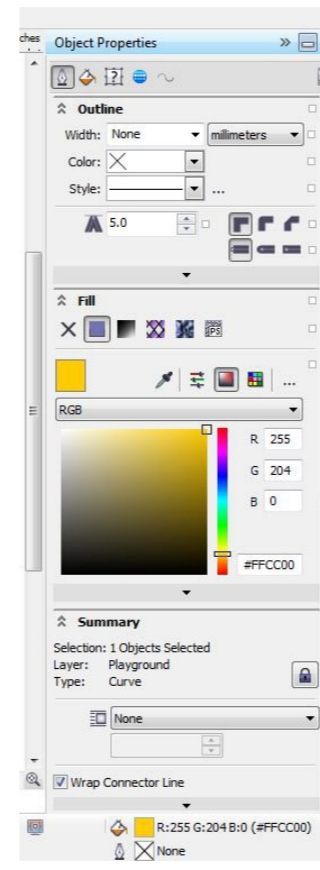 ches Object Properties
Outline
Width: None millimeters
Color:
Style: ...
5.0
Fill
PS
...
RGB
R 255
G 204
B 0
#FFCC00
Summary
Selection: 1 Objects Selected
Layer: Playground
Type: Curve
None
Wrap Connector Line
R:255 G:204 B:0 (#FFCC00)
None